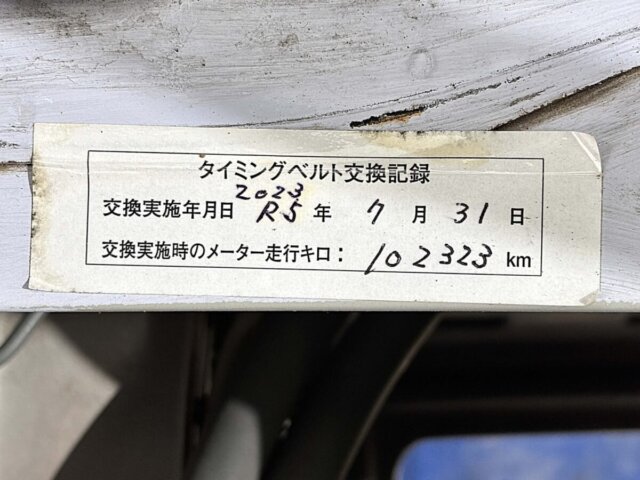 タイミングベルト交換記録
2023
交換実施年月日 R5 年 7 月 31 日
交換実施時のメーター走行キロ: 102323 km